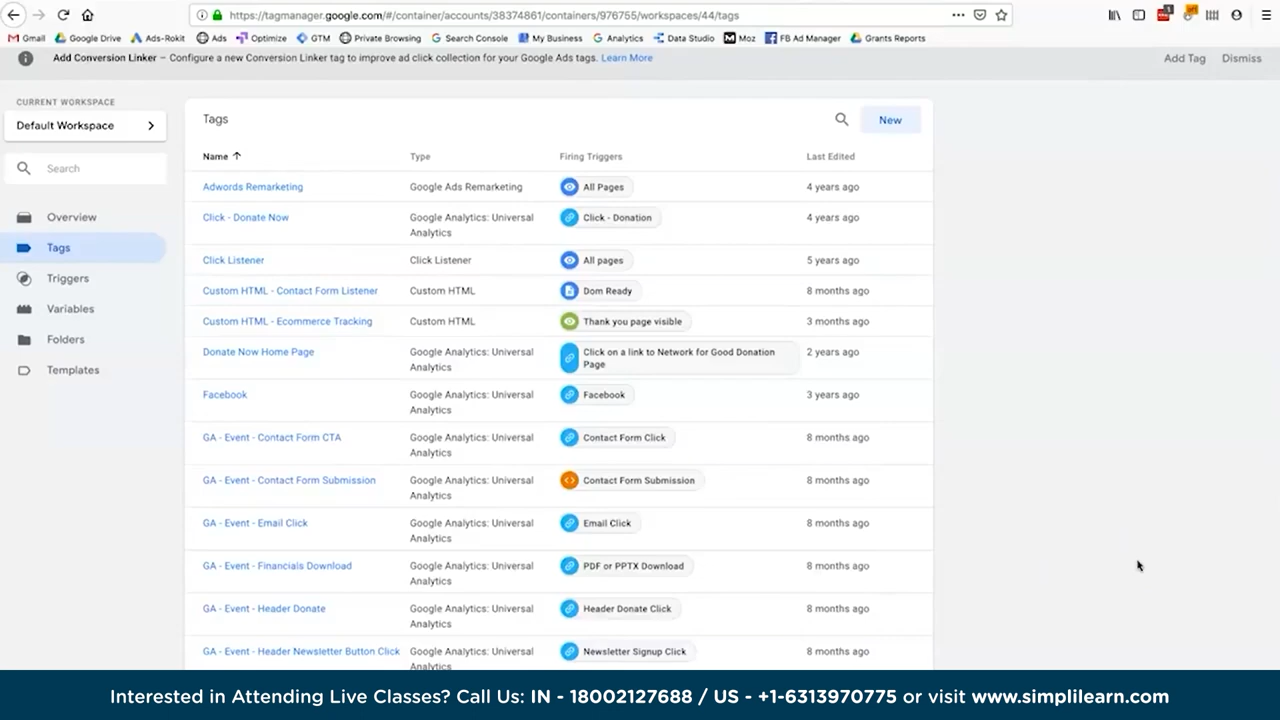 https://tagmanager.google.com/#/container/accounts/38374861/containers/976755/workspaces/44/tags
Gmail Google Drive Ads-Rokit Ads Optimize GTM Private Browsing Search Console My Business Analytics Data Studio Moz FB Ad Manager Grants Reports
Add Conversion Linker – Configure a new Conversion Linker tag to improve ad click collection for your Google Ads tags. Learn More Add Tag Dismiss
CURRENT WORKSPACE
Default Workspace
Search
Overview
Tags
Triggers
Variables
Folders
Templates
Tags New
Name Type Firing Triggers Last Edited
Adwords Remarketing Google Ads Remarketing All Pages 4 years ago
Click - Donate Now Google Analytics: Universal Click - Donation 4 years ago
Analytics
Click Listener Click Listener All pages 5 years ago
Custom HTML - Contact Form Listener Custom HTML Dom Ready 8 months ago
Custom HTML - Ecommerce Tracking Custom HTML Thank you page visible 3 months ago
Donate Now Home Page Google Analytics: Universal Click on a link to Network for Good Donation 2 years ago
Analytics Page
Facebook Google Analytics: Universal Facebook 3 years ago
Analytics
GA - Event - Contact Form CTA Google Analytics: Universal Contact Form Click 8 months ago
Analytics
GA - Event - Contact Form Submission Google Analytics: Universal Contact Form Submission 8 months ago
Analytics
GA - Event - Email Click Google Analytics: Universal Email Click 8 months ago
Analytics
GA - Event - Financials Download Google Analytics: Universal PDF or PPTX Download 8 months ago
Analytics
GA - Event - Header Donate Google Analytics: Universal Header Donate Click 8 months ago
Analytics
GA - Event - Header Newsletter Button Click Google Analytics: Universal Newsletter Signup Click 8 months ago
Analytics
Interested in Attending Live Classes? Call Us: IN - 18002127688 / US - +1-6313970775 or visit www.simplilearn.com